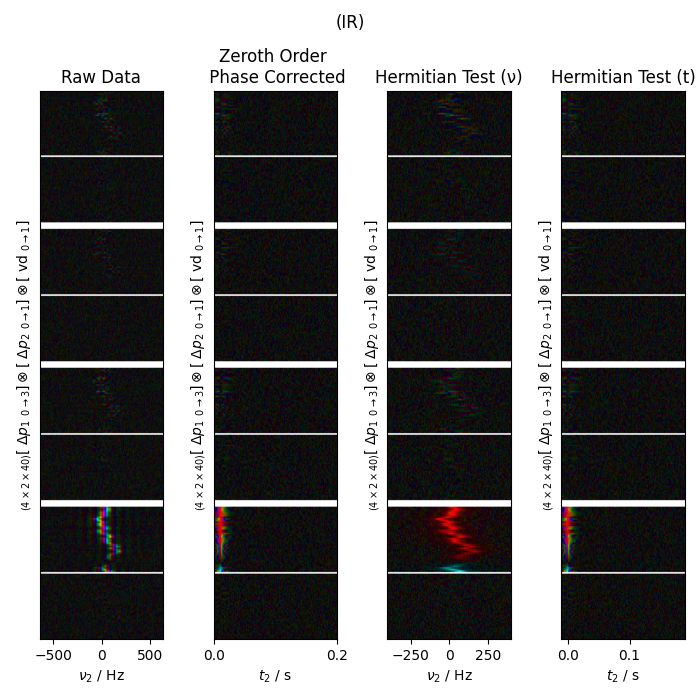 (IR)
Raw Data
Zeroth Order
Phase Corrected
Hermitian Test (ν)
Hermitian Test (t)
(4 × 2 × 40)[ Δp₁ ₀→₃] ⊗ [ Δp₂ ₀→₁] ⊗ [ vd ₀→₁]
(4 × 2 × 40)[ Δp₁ ₀→₃] ⊗ [ Δp₂ ₀→₁] ⊗ [ vd ₀→₁]
(4 × 2 × 40)[ Δp₁ ₀→₃] ⊗ [ Δp₂ ₀→₁] ⊗ [ vd ₀→₁]
(4 × 2 × 40)[ Δp₁ ₀→₃] ⊗ [ Δp₂ ₀→₁] ⊗ [ vd ₀→₁]
−500 0 500
0.0 0.2
−250 0 250
0.0 0.1
ν₂ / Hz
t₂ / s
ν₂ / Hz
t₂ / s